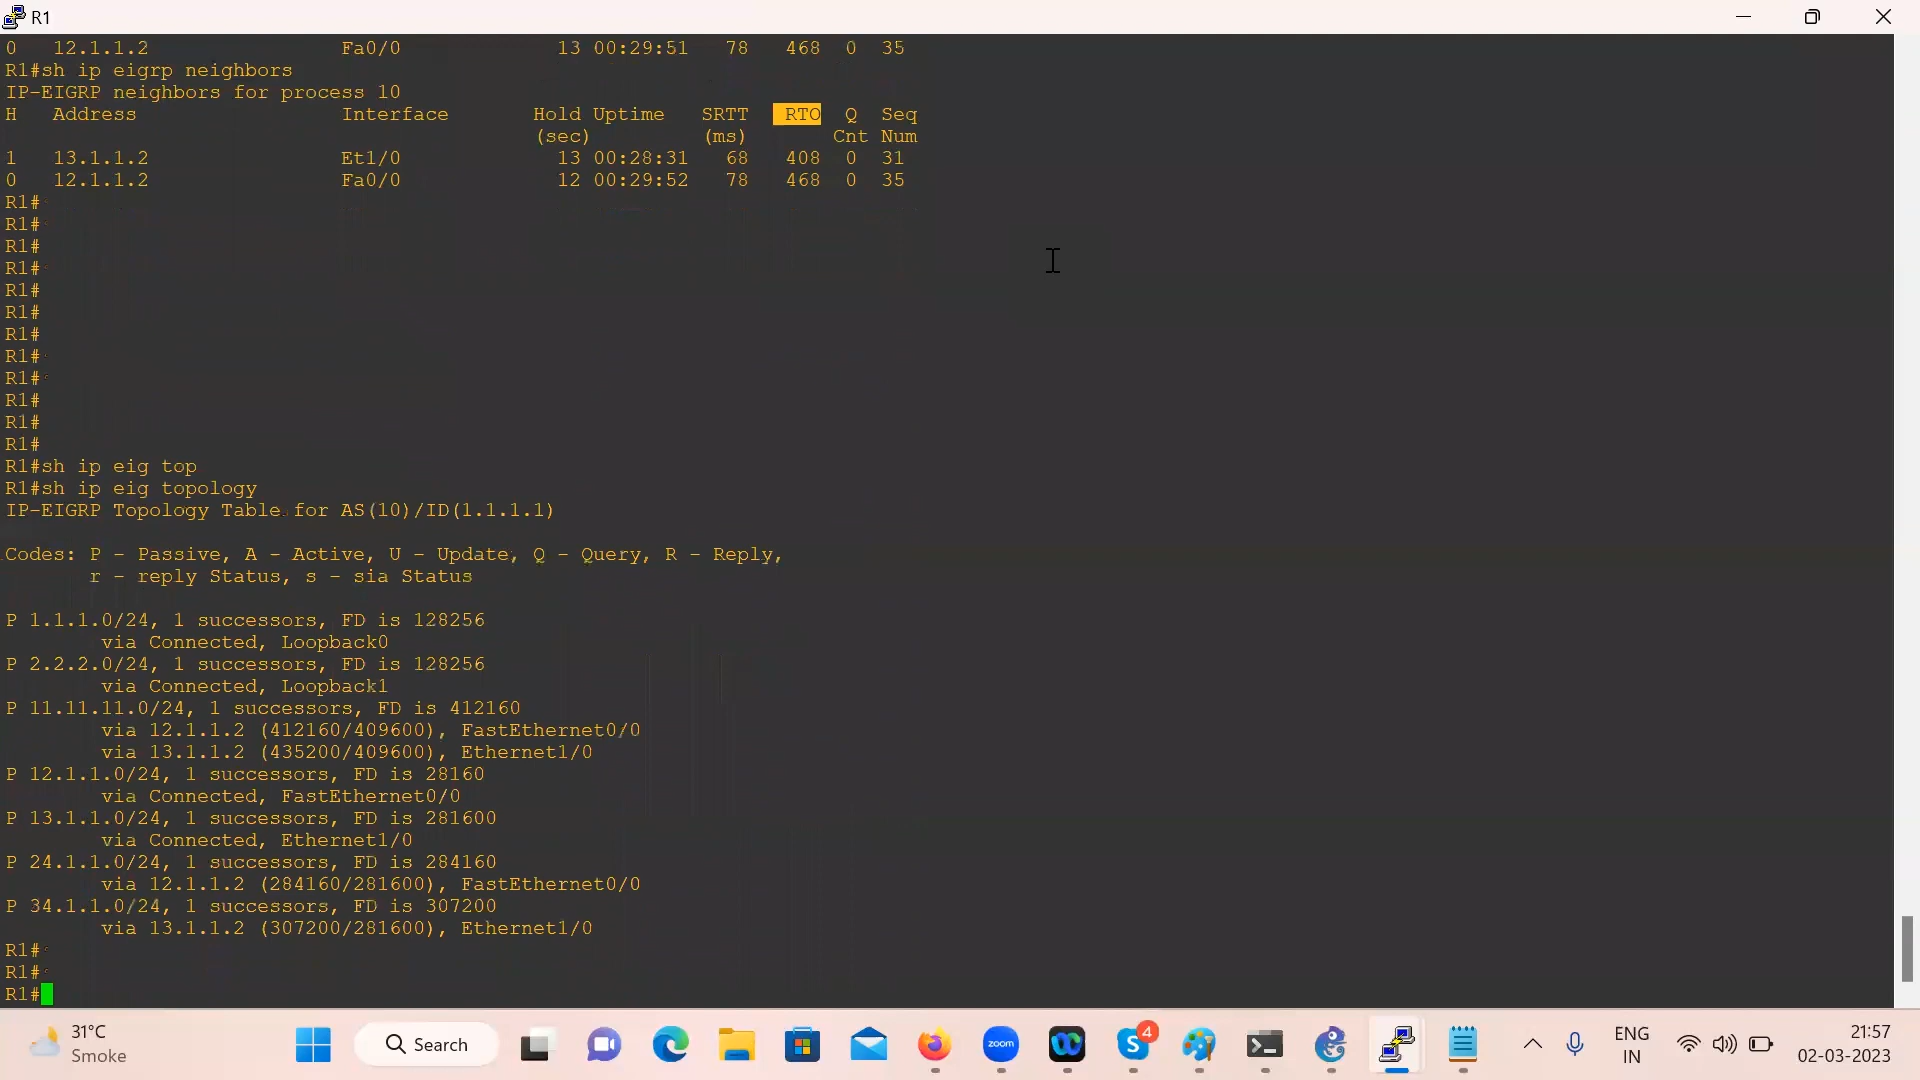 R1
0   12.1.1.2                Fa0/0             13 00:29:51   78   468  0  35
R1#sh ip eigrp neighbors
IP-EIGRP neighbors for process 10
H   Address                 Interface       Hold Uptime   SRTT   RTO  Q  Seq
                                            (sec)         (ms)       Cnt Num
1   13.1.1.2                Et1/0             13 00:28:31   68   408  0  31
0   12.1.1.2                Fa0/0             12 00:29:52   78   468  0  35
R1#
R1#
R1#
R1#
R1#
R1#
R1#
R1#
R1#
R1#
R1#
R1#
R1#sh ip eig top
R1#sh ip eig topology
IP-EIGRP Topology Table for AS(10)/ID(1.1.1.1)
Codes: P - Passive, A - Active, U - Update, Q - Query, R - Reply,
       r - reply Status, s - sia Status
P 1.1.1.0/24, 1 successors, FD is 128256
        via Connected, Loopback0
P 2.2.2.0/24, 1 successors, FD is 128256
        via Connected, Loopback1
P 11.11.11.0/24, 1 successors, FD is 412160
        via 12.1.1.2 (412160/409600), FastEthernet0/0
        via 13.1.1.2 (435200/409600), Ethernet1/0
P 12.1.1.0/24, 1 successors, FD is 28160
        via Connected, FastEthernet0/0
P 13.1.1.0/24, 1 successors, FD is 281600
        via Connected, Ethernet1/0
P 24.1.1.0/24, 1 successors, FD is 284160
        via 12.1.1.2 (284160/281600), FastEthernet0/0
P 34.1.1.0/24, 1 successors, FD is 307200
        via 13.1.1.2 (307200/281600), Ethernet1/0
R1#
R1#
R1#
31°C
Smoke
Search
zoom
S
4
ENG
IN
21:57
02-03-2023